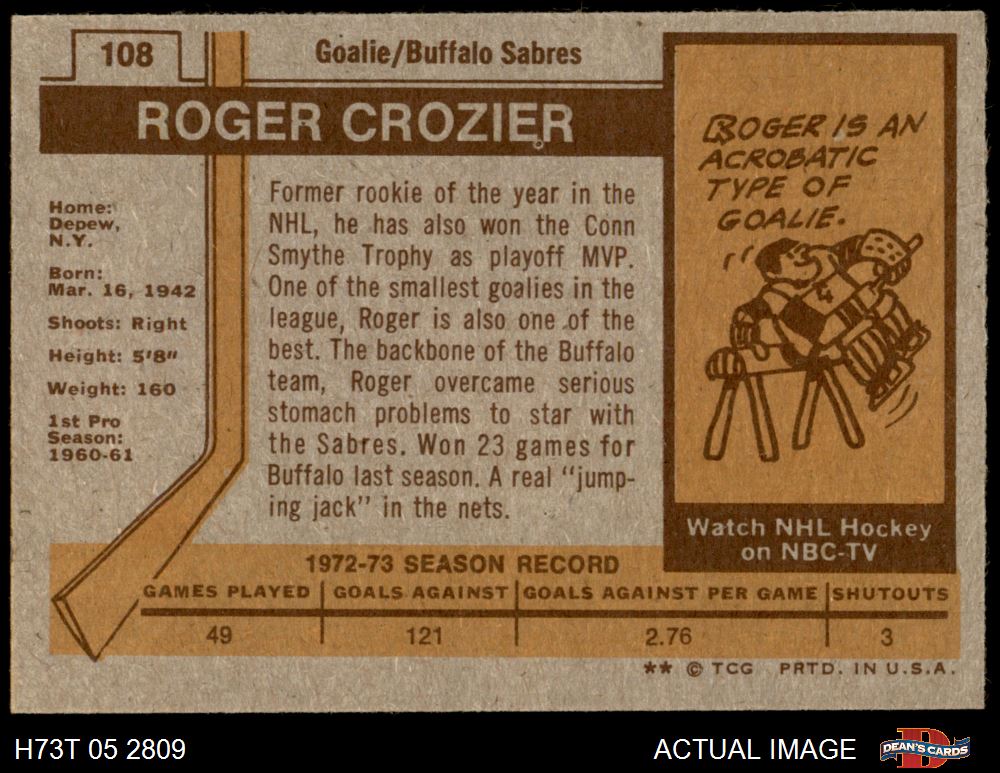 108
Goalie/Buffalo Sabres
ROGER CROZIER
Home:
Depew,
N.Y.
Born:
Mar. 16, 1942
Shoots: Right
Height: 5'8"
Weight: 160
1st Pro
Season:
1960-61
Former rookie of the year in the
NHL, he has also won the Conn
Smythe Trophy as playoff MVP.
One of the smallest goalies in the
league, Roger is also one of the
best. The backbone of the Buffalo
team, Roger overcame serious
stomach problems to star with
the Sabres. Won 23 games for
Buffalo last season. A real "jump-
ing jack" in the nets.
ROGER IS AN
ACROBATIC
TYPE OF
GOALIE.
4
Watch NHL Hockey
on NBC-TV
1972-73 SEASON RECORD
GAMES PLAYED GOALS AGAINST GOALS AGAINST PER GAME SHUTOUTS
49 121 2.76 3
** © TCG PRTD. IN U.S.A.
H73T 05 2809
ACTUAL IMAGE
DEAN'S CARDS